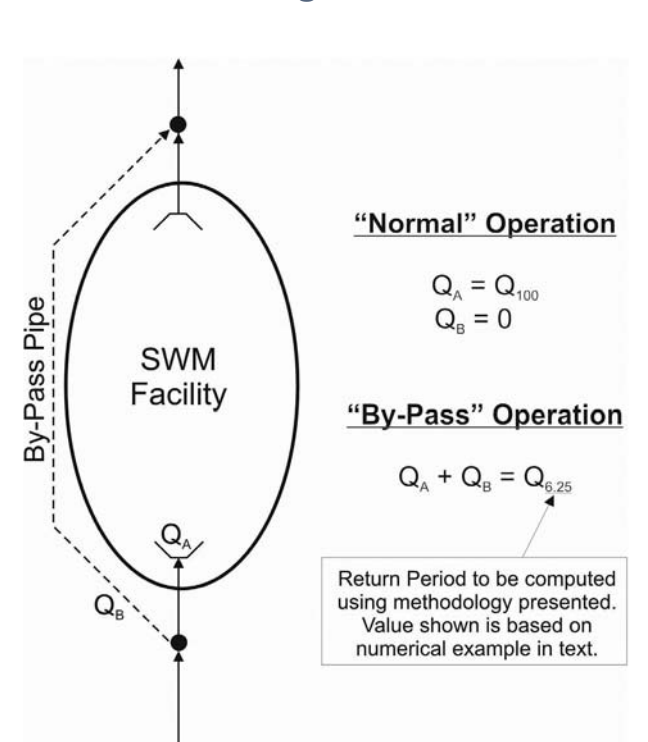 "Normal" Operation
Q_A = Q_100
Q_B = 0
By-Pass Pipe
SWM
Facility
"By-Pass" Operation
Q_A + Q_B = Q_6.25
Q_A
Return Period to be computed
using methodology presented.
Value shown is based on
numerical example in text.
Q_B